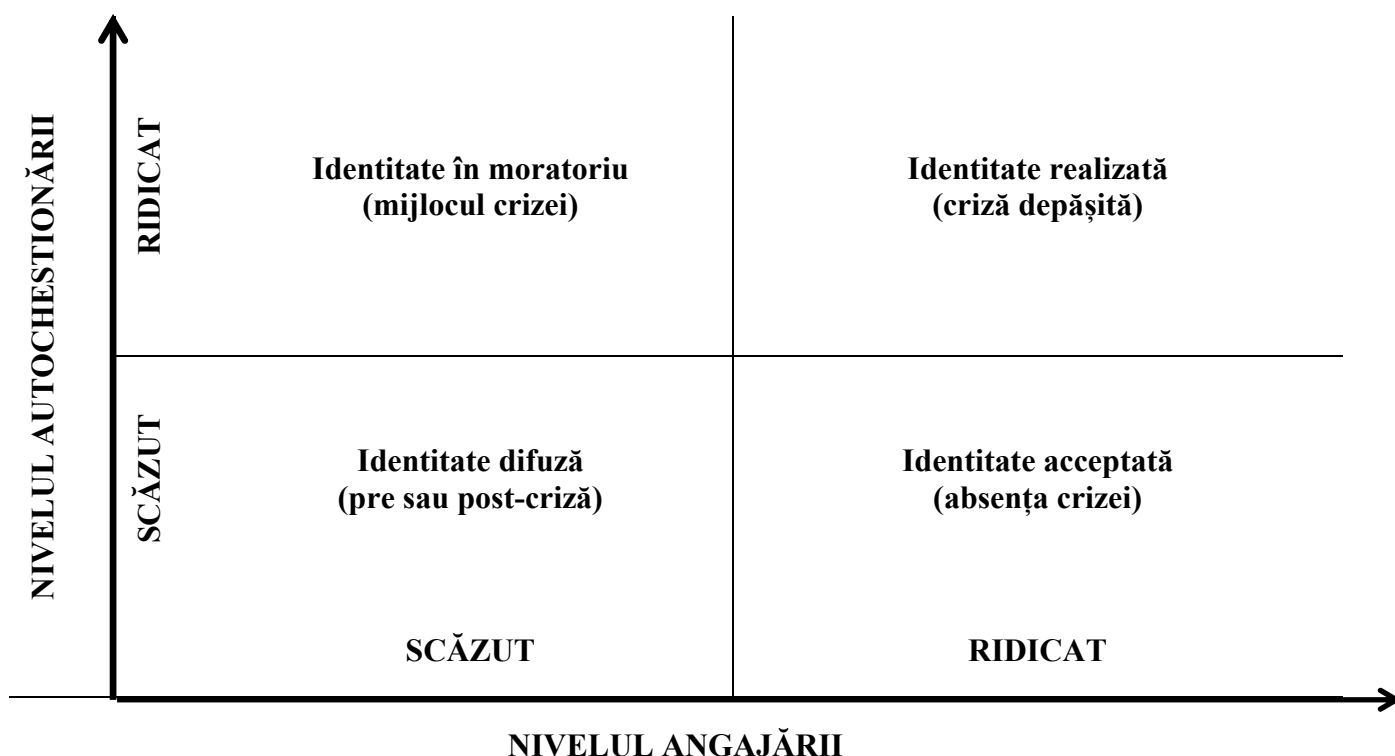 NIVELUL AUTOCHESTIONĂRII
RIDICAT
Identitate în moratoriu
(mijlocul crizei)
Identitate realizată
(criză depășită)
SCĂZUT
Identitate difuză
(pre sau post-criză)
Identitate acceptată
(absența crizei)
SCĂZUT
RIDICAT
NIVELUL ANGAJĂRII